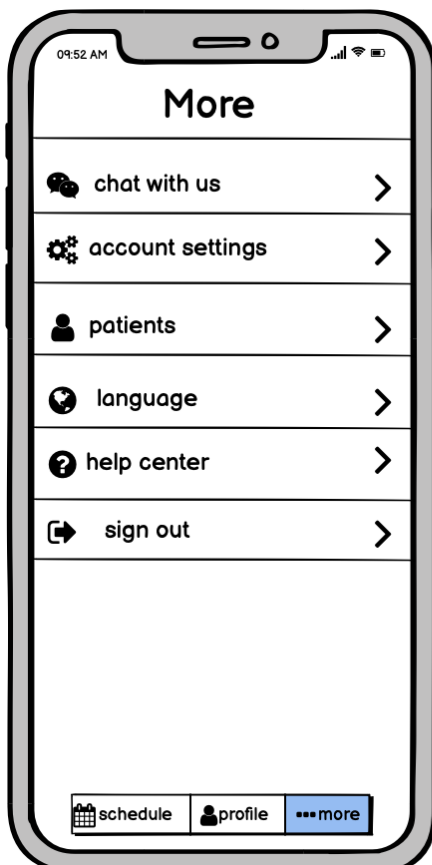 09:52 AM
More
chat with us
account settings
patients
language
help center
sign out
schedule profile more